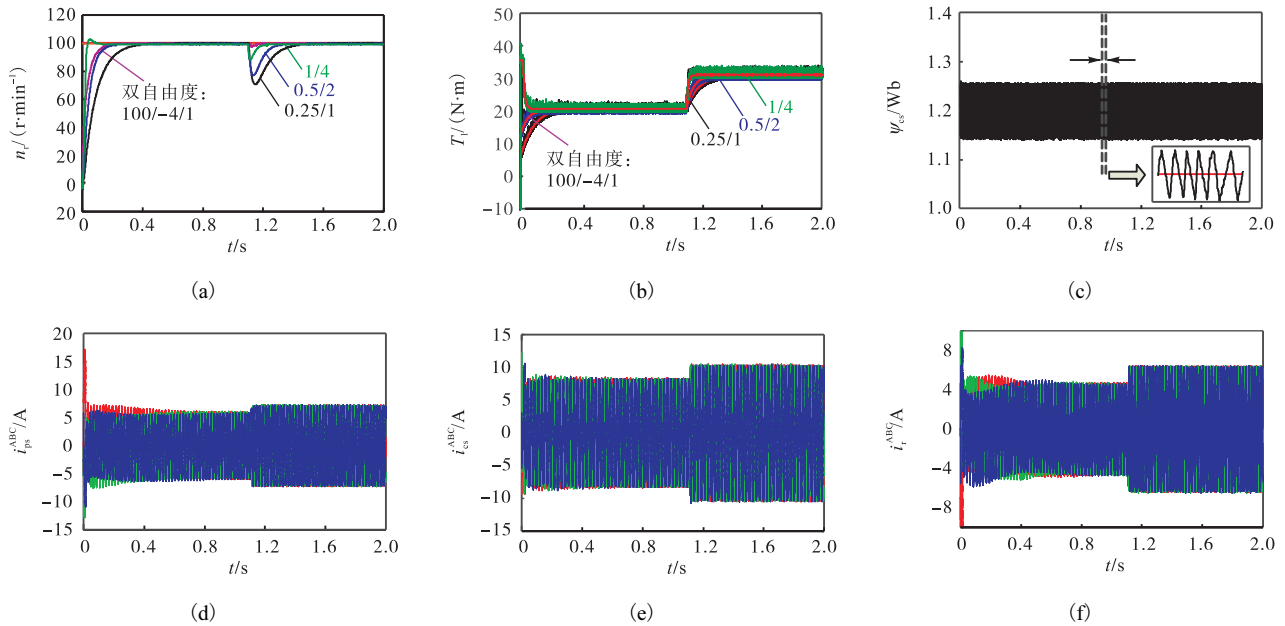 120
100
80
60
40
20
0
20
n_r/(r·min⁻¹)
双自由度:
100/−4/1
1/4
0.5/2
0.25/1
0 0.4 0.8 1.2 1.6 2.0
t/s
(a)
50
40
30
20
10
0
−10
T_l/(N·m)
双自由度:
100/−4/1
1/4
0.5/2
0.25/1
0 0.4 0.8 1.2 1.6 2.0
t/s
(b)
1.4
1.3
1.2
1.1
1.0
ψ_cs/Wb
0 0.4 0.8 1.2 1.6 2.0
t/s
(c)
20
15
10
5
0
−5
−10
−15
i_ps^ABC/A
0 0.4 0.8 1.2 1.6 2.0
t/s
(d)
15
10
5
0
−5
−10
−15
i_cs^ABC/A
0 0.4 0.8 1.2 1.6 2.0
t/s
(e)
8
4
0
−4
−8
i_r^ABC/A
0 0.4 0.8 1.2 1.6 2.0
t/s
(f)